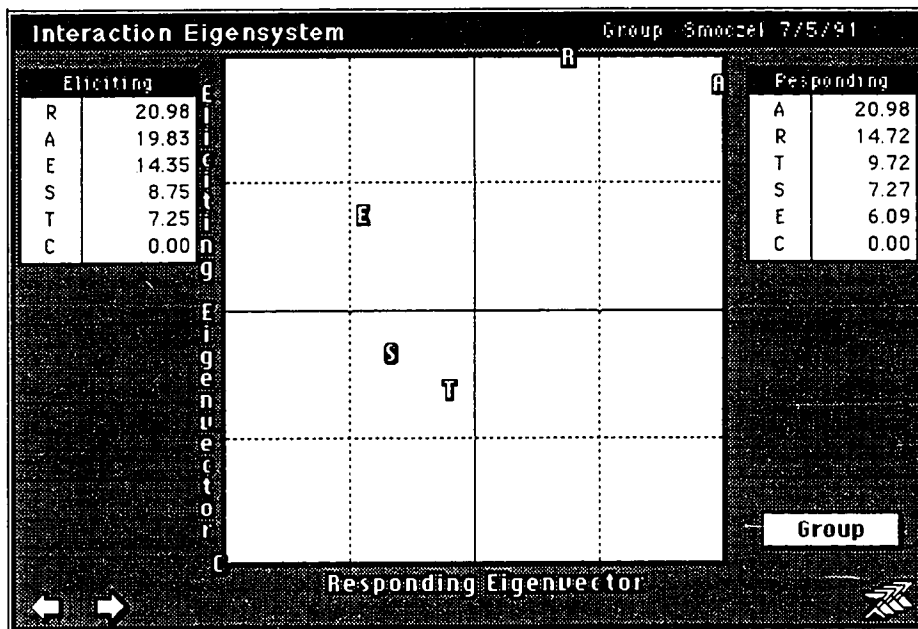 Interaction Eigensystem
Group Smoczek 7/5/91
Eliciting
R 20.98
A 19.83
E 14.35
S 8.75
T 7.25
C 0.00
Eliciting Eigenvector
R
A
E
S
T
C
Responding Eigenvector
Responding
A 20.98
R 14.72
T 9.72
S 7.27
E 6.09
C 0.00
Group